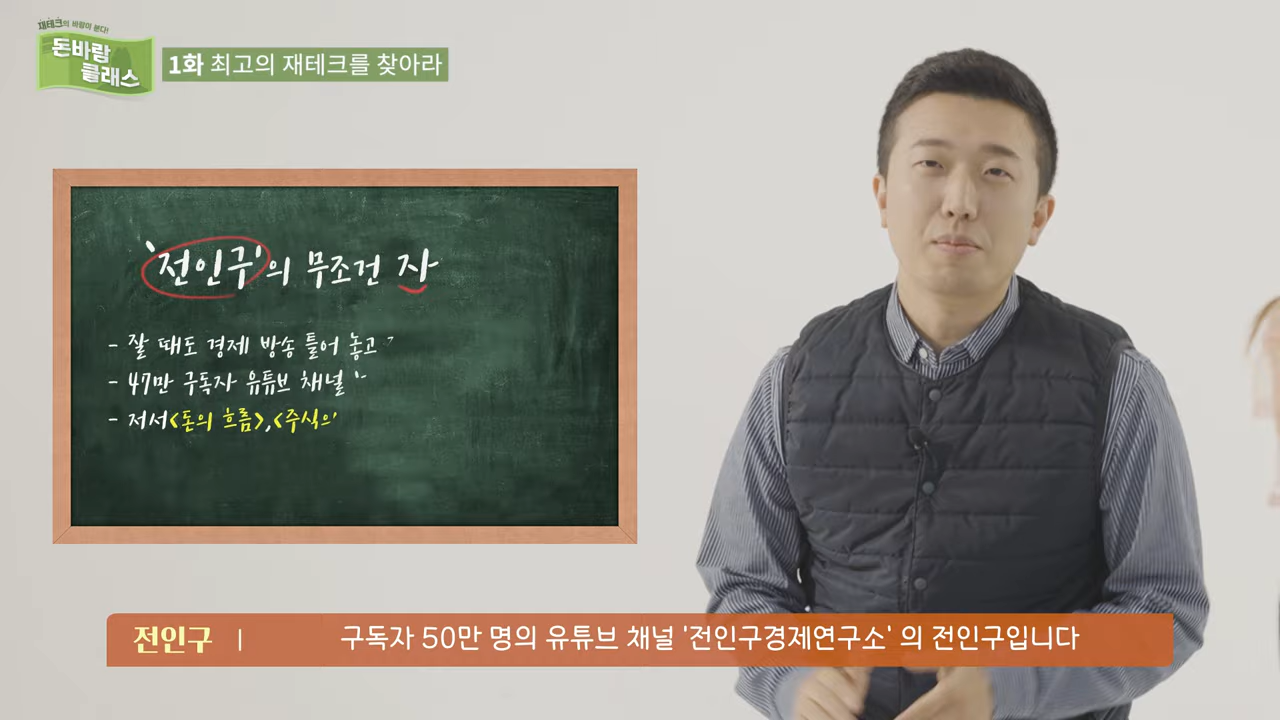 재테크의 바람이 분다!
돈바람
클래스
1화 최고의 재테크를 찾아라
'전인구'의 무조건 자
- 잘 때도 경제 방송 틀어 놓고
- 47만 구독자 유튜브 채널 '
- 저서<돈의 흐름>,<주식의
전인구 | 구독자 50만 명의 유튜브 채널 '전인구경제연구소' 의 전인구입니다